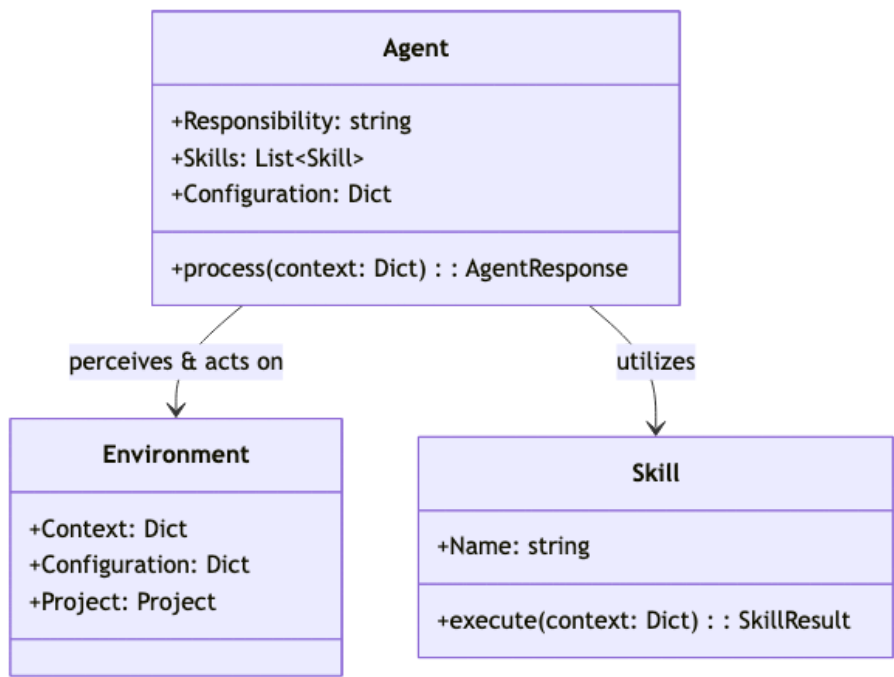 Agent
+Responsibility: string
+Skills: List<Skill>
+Configuration: Dict
+process(context: Dict) : : AgentResponse
perceives & acts on
utilizes
Environment
+Context: Dict
+Configuration: Dict
+Project: Project
Skill
+Name: string
+execute(context: Dict) : : SkillResult